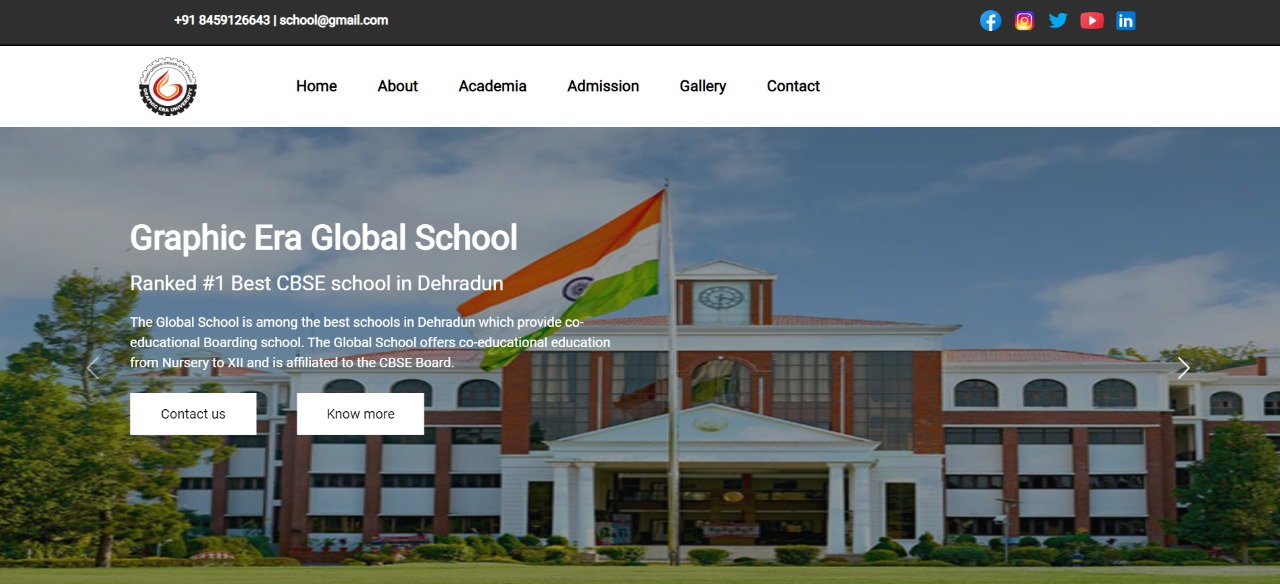 +91 8459126643 | school@gmail.com
Home About Academia Admission Gallery Contact
GRAPHIC ERA UNIVERSITY
Graphic Era Global School
Ranked #1 Best CBSE school in Dehradun
The Global School is among the best schools in Dehradun which provide co-
educational Boarding school. The Global School offers co-educational education
from Nursery to XII and is affiliated to the CBSE Board.
Contact us Know more